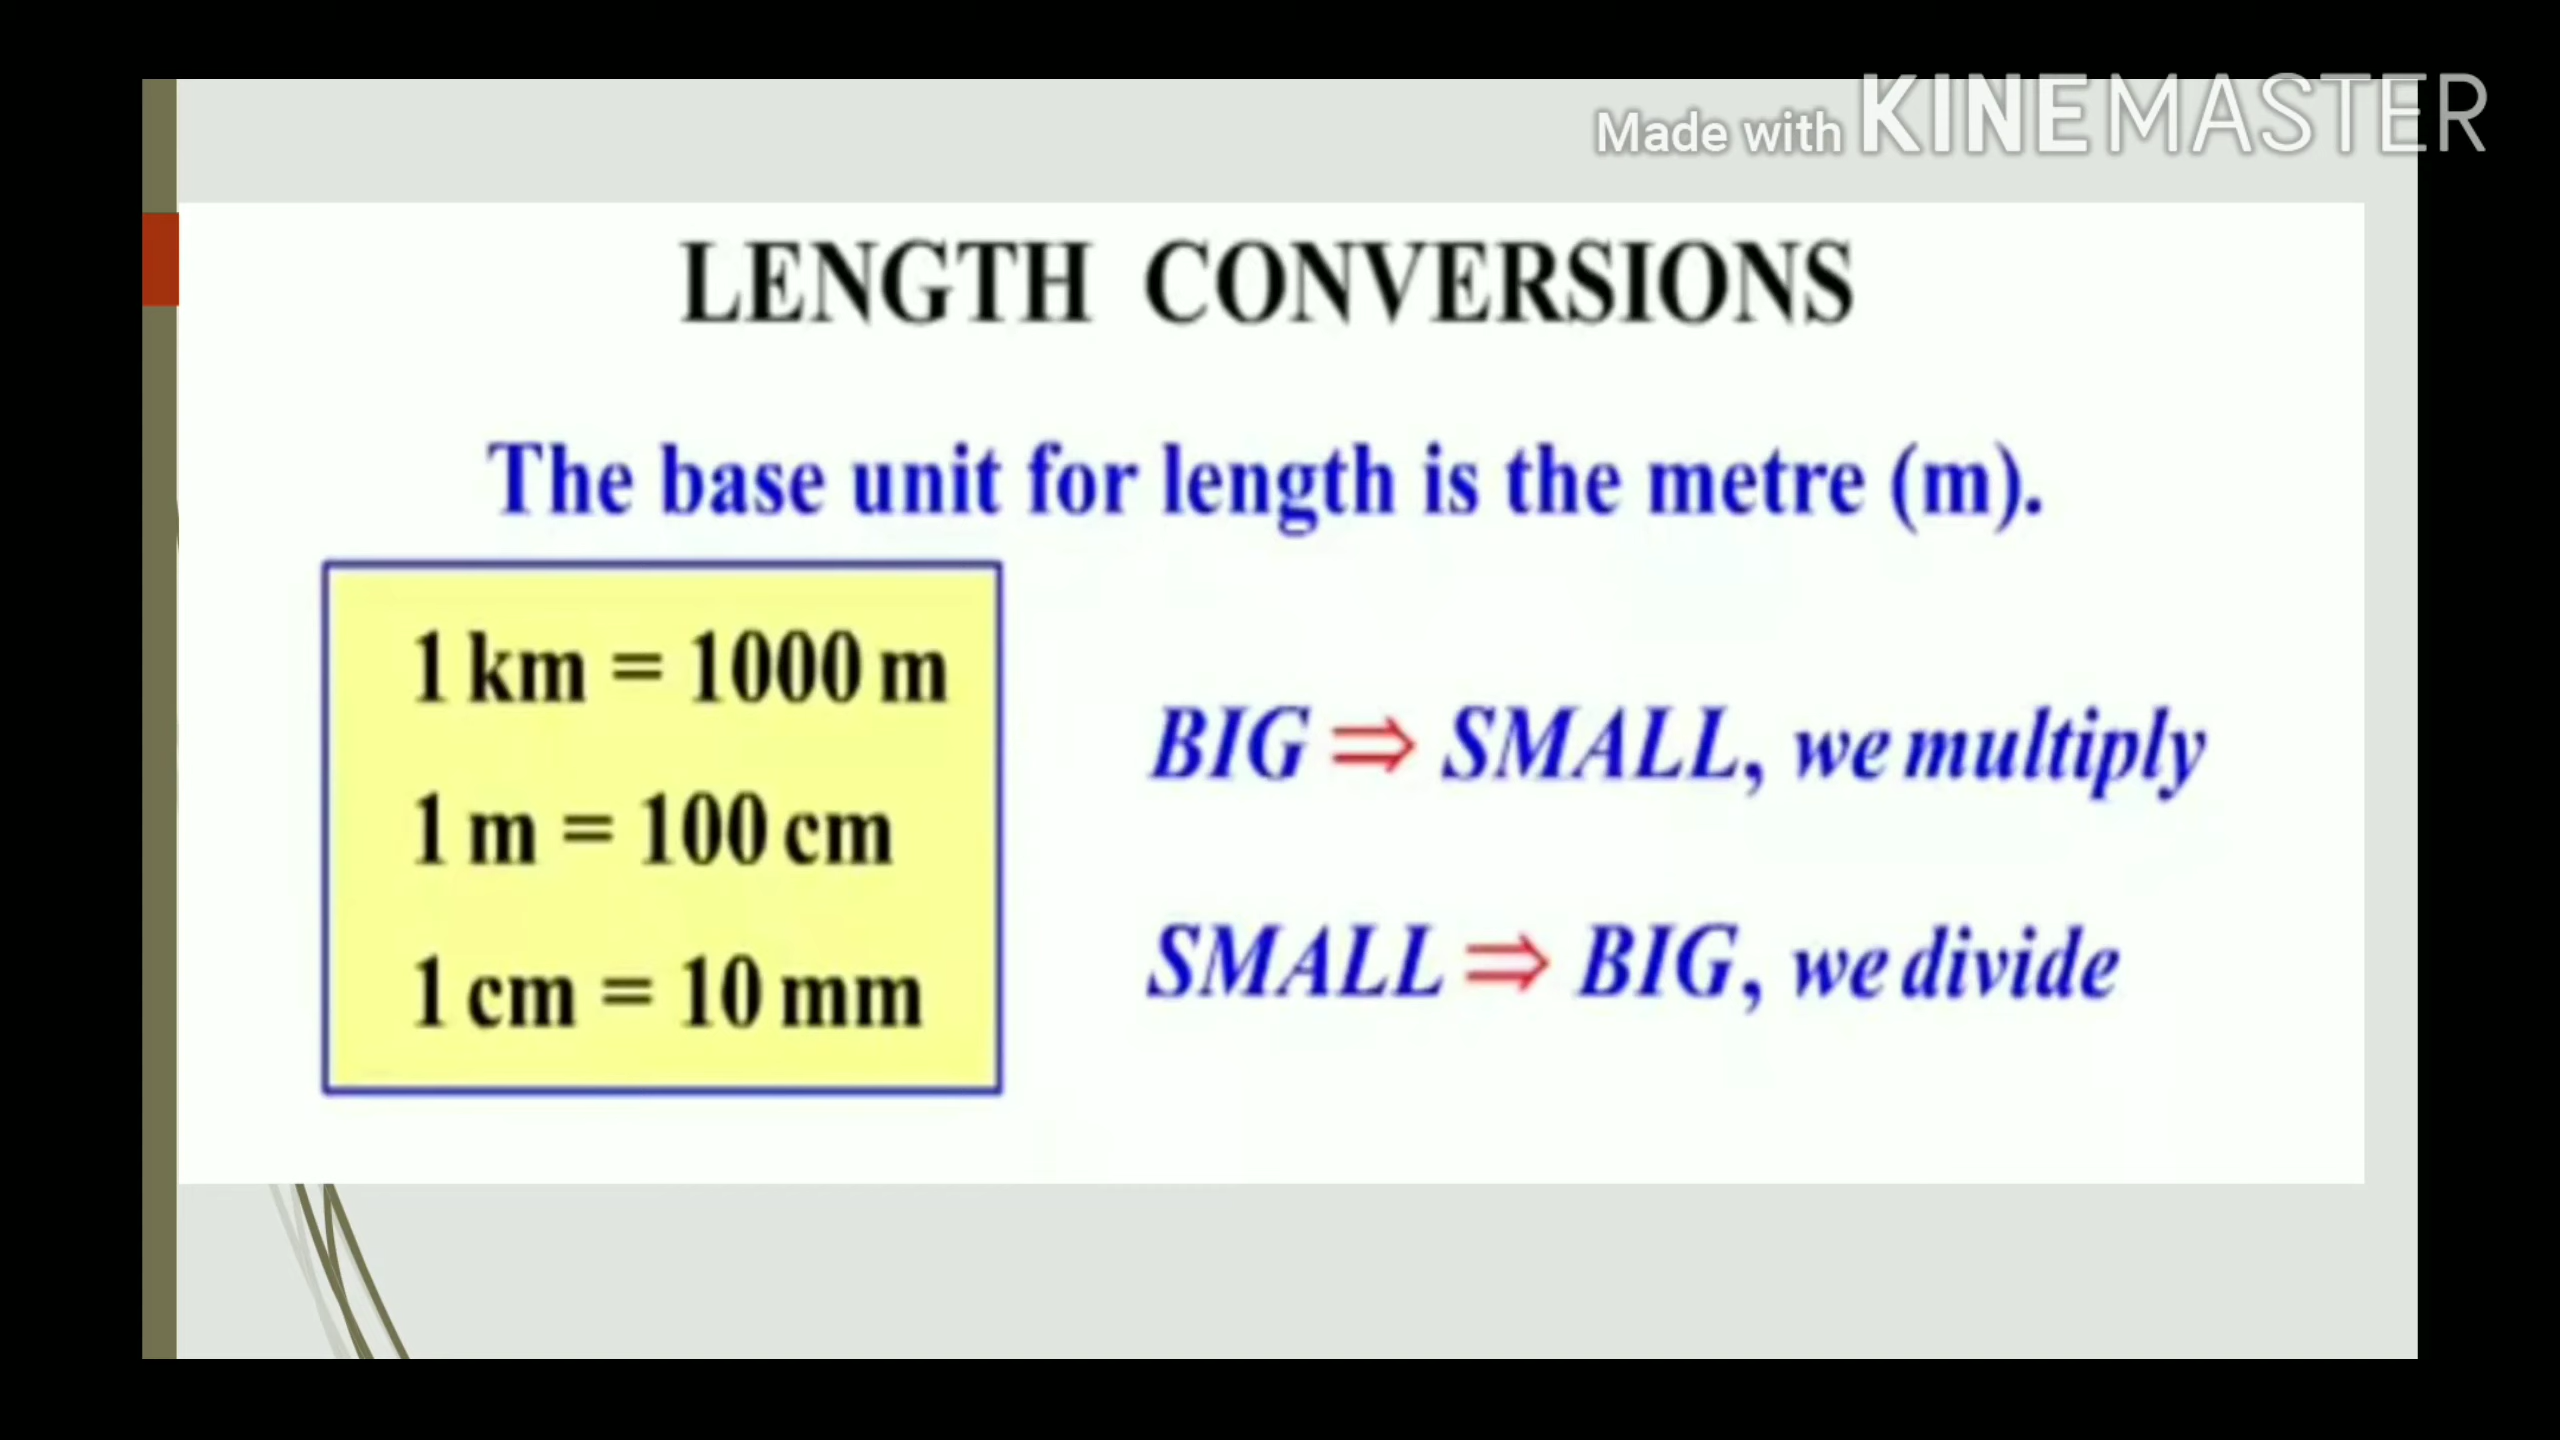 Made with KINEMASTER
LENGTH CONVERSIONS
The base unit for length is the metre (m).
1 km = 1000 m
1 m = 100 cm
1 cm = 10 mm
BIG ⇒ SMALL, we multiply
SMALL ⇒ BIG, we divide